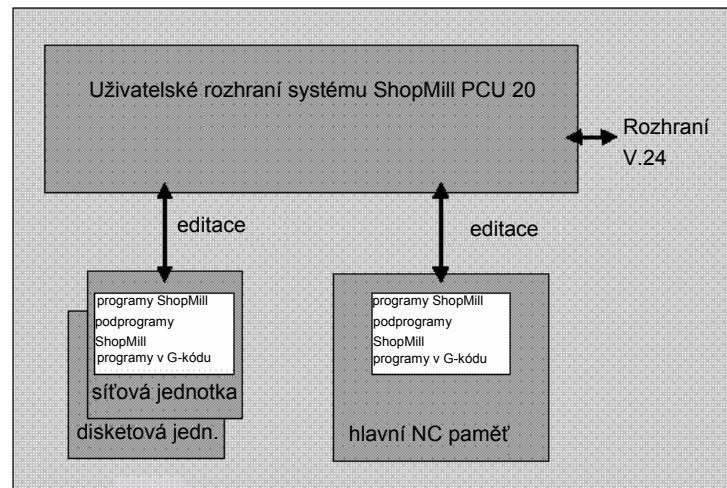 Uživatelské rozhraní systému ShopMill PCU 20
Rozhraní
V.24
editace
editace
programy ShopMill
podprogramy
ShopMill
programy v G-kódu
síťová jednotka
disketová jedn.
programy ShopMill
podprogramy
ShopMill
programy v G-kódu
hlavní NC paměť